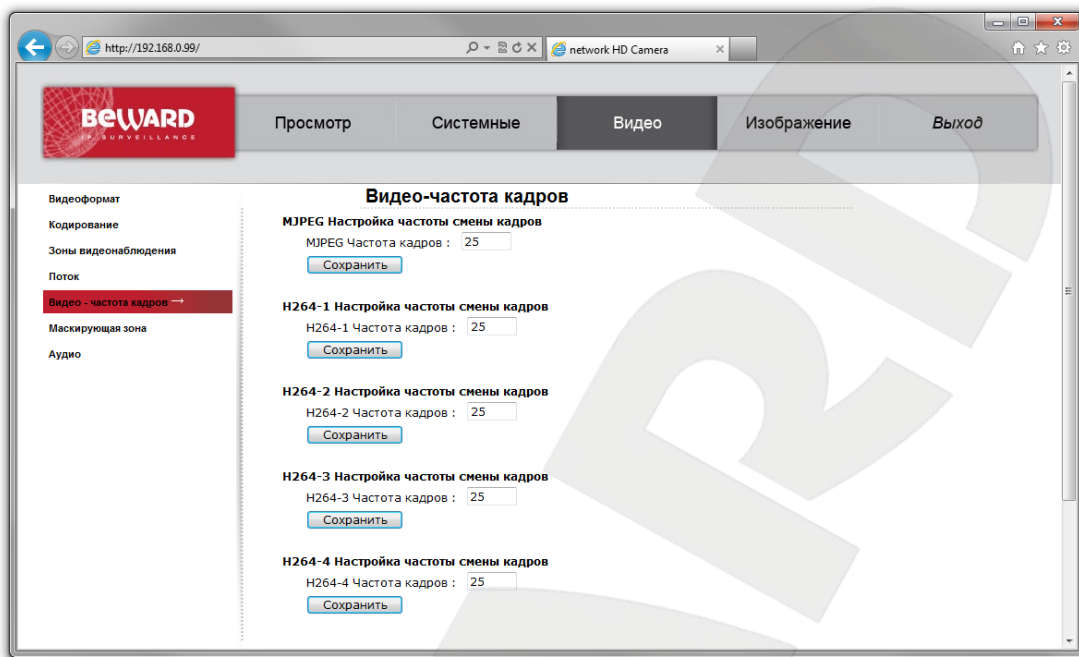 http://192.168.0.99/
network HD Camera
BEWARD
IP SURVEILLANCE
Просмотр
Системные
Видео
Изображение
Выход
Видеоформат
Кодирование
Зоны видеонаблюдения
Поток
Видео - частота кадров →
Маскирующая зона
Аудио
Видео-частота кадров
MJPEG Настройка частоты смены кадров
MJPEG Частота кадров : 25
Сохранить
H264-1 Настройка частоты смены кадров
H264-1 Частота кадров : 25
Сохранить
H264-2 Настройка частоты смены кадров
H264-2 Частота кадров : 25
Сохранить
H264-3 Настройка частоты смены кадров
H264-3 Частота кадров : 25
Сохранить
H264-4 Настройка частоты смены кадров
H264-4 Частота кадров : 25
Сохранить